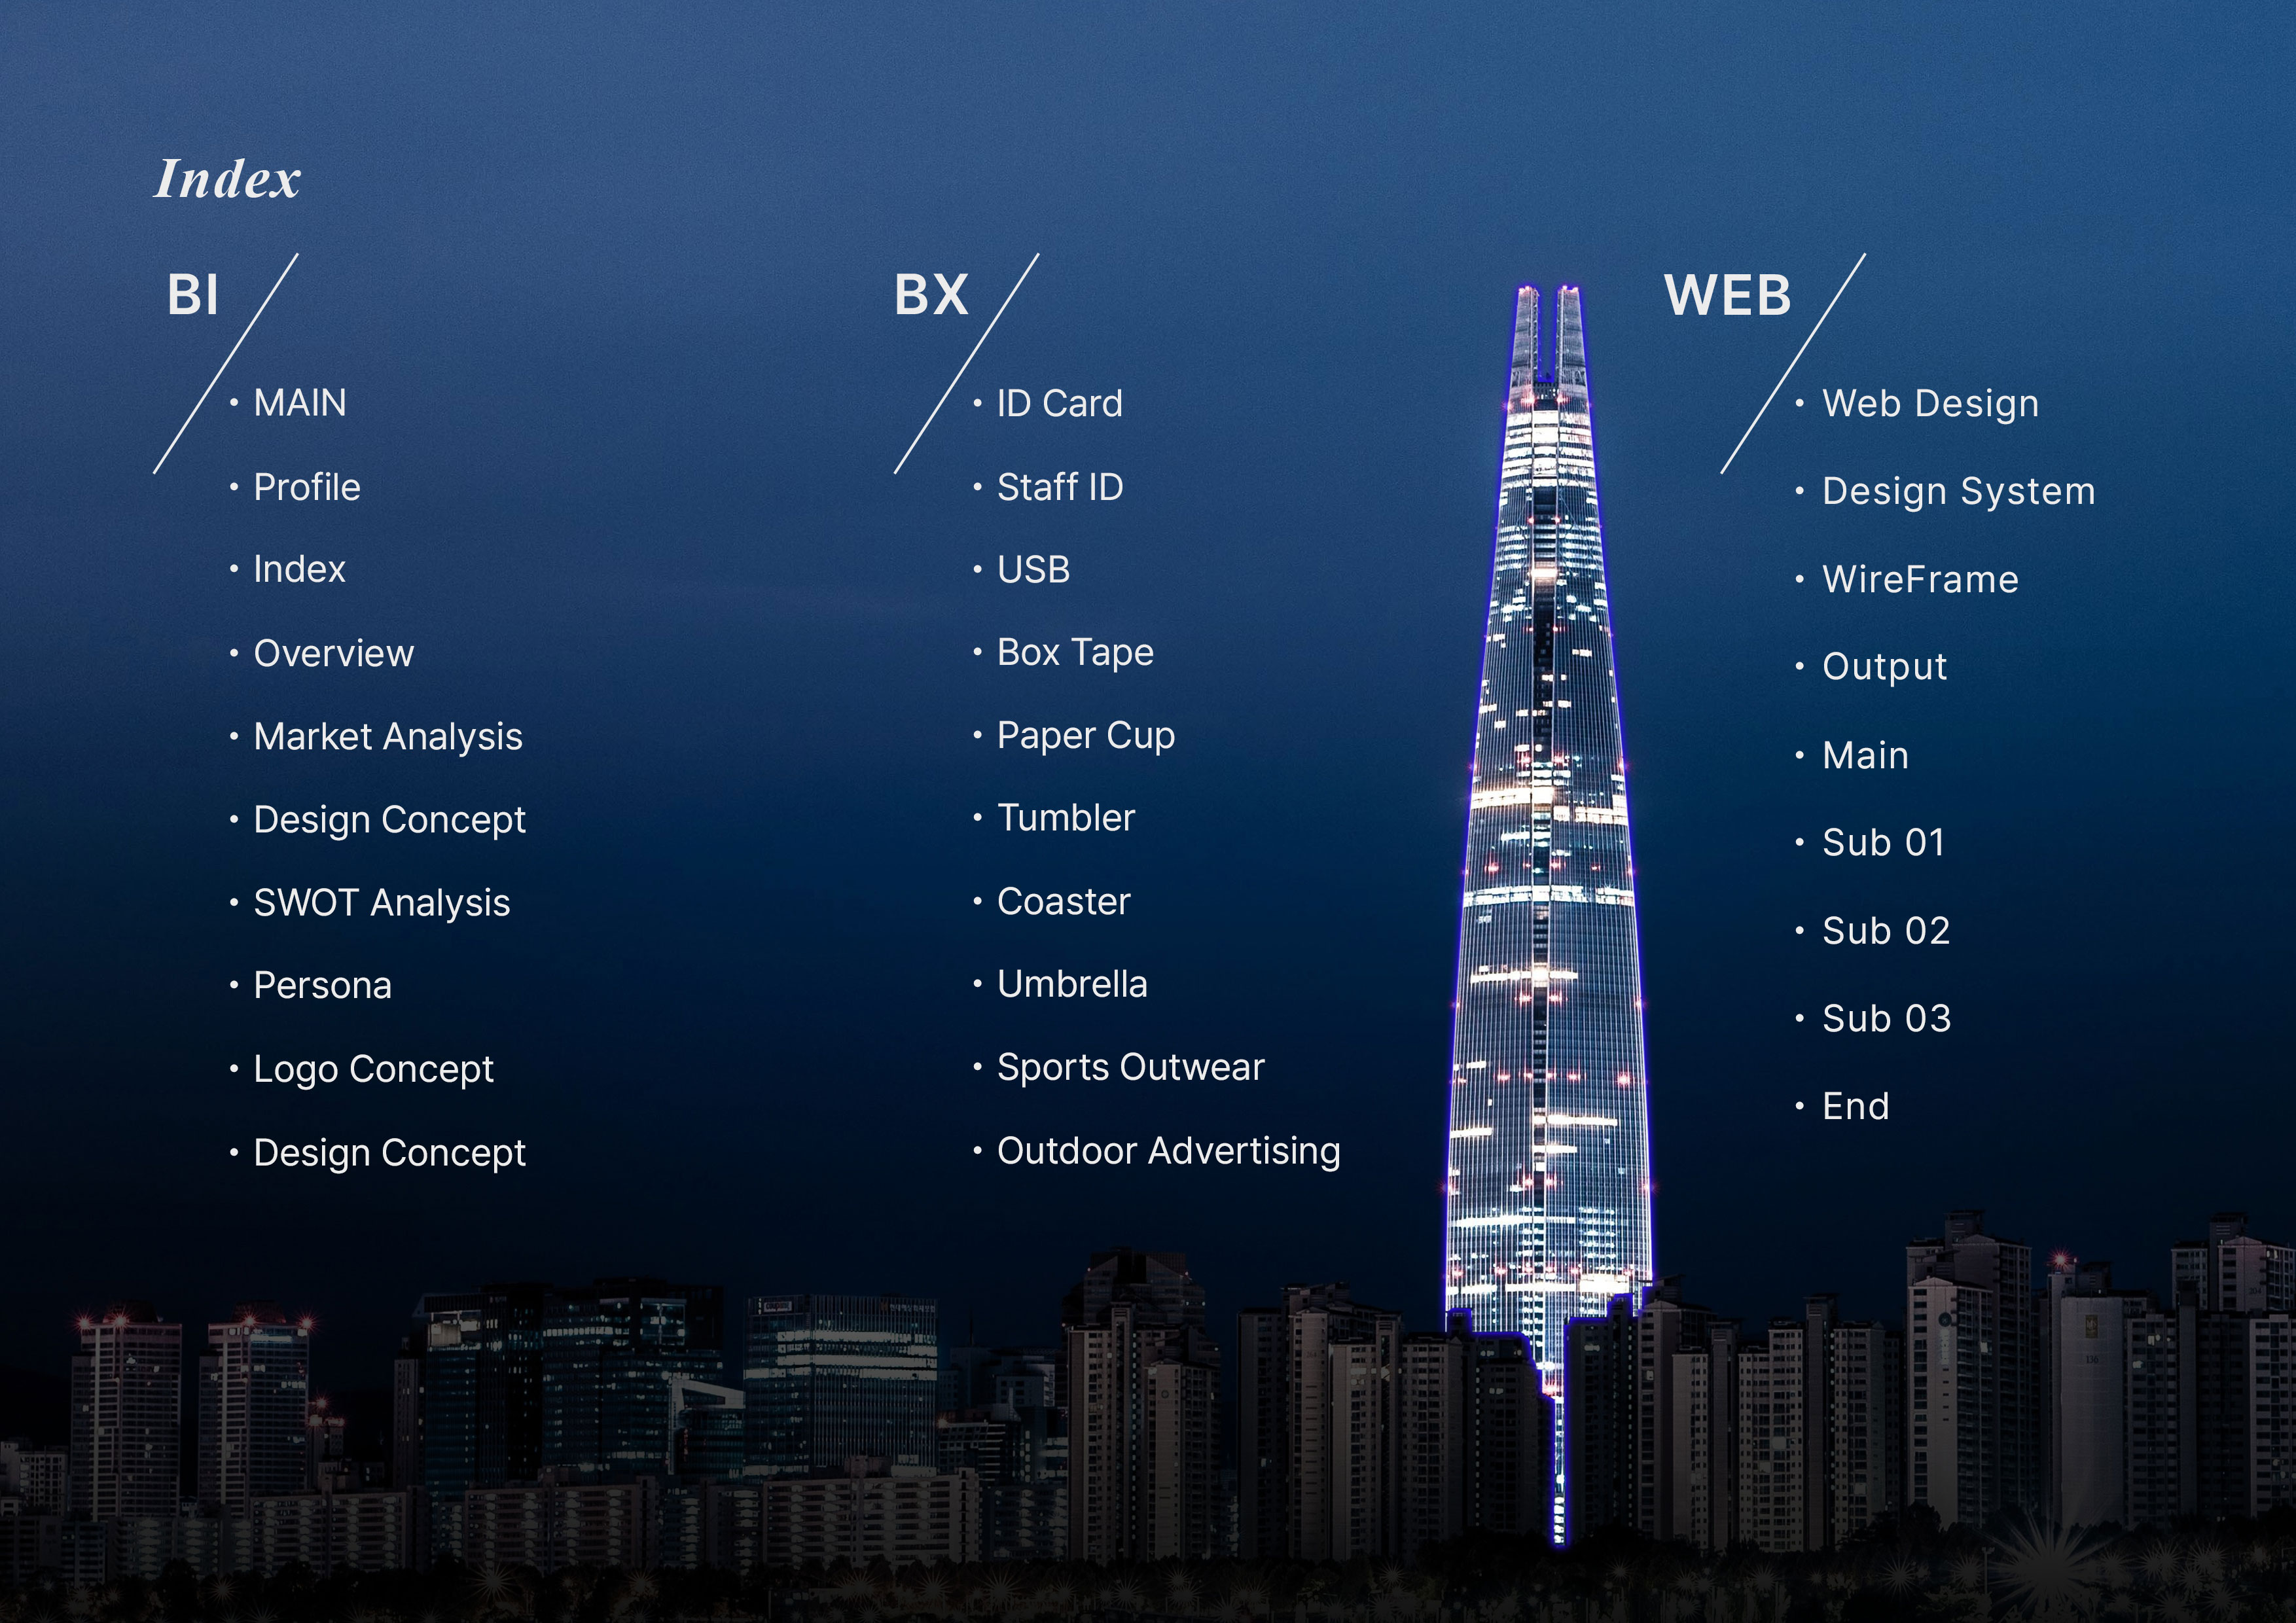 Index
BI
MAIN
Profile
Index
Overview
Market Analysis
Design Concept
SWOT Analysis
Persona
Logo Concept
Design Concept
BX
ID Card
Staff ID
USB
Box Tape
Paper Cup
Tumbler
Coaster
Umbrella
Sports Outwear
Outdoor Advertising
WEB
Web Design
Design System
WireFrame
Output
Main
Sub 01
Sub 02
Sub 03
End